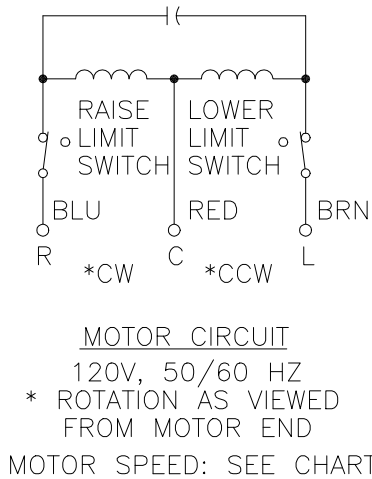 RAISE LOWER
LIMIT LIMIT
SWITCH SWITCH
BLU RED BRN
R C L
*CW *CCW
MOTOR CIRCUIT
120V, 50/60 HZ
* ROTATION AS VIEWED
FROM MOTOR END
MOTOR SPEED: SEE CHART